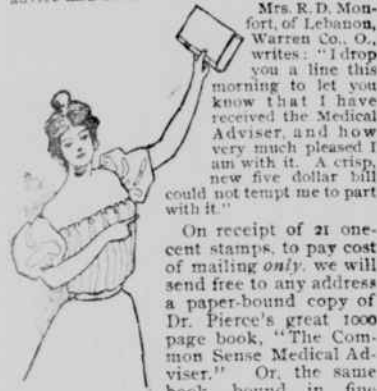 Mrs. R. D. Mon-
fort, of Lebanon,
Warren Co., O.,
writes: "I drop
you a line this
morning to let you
know that I have
received the Medical
Adviser, and how
very much pleased I
am with it. A crisp,
new five dollar bill
could not tempt me to part
with it."
On receipt of 21 one-
cent stamps, to pay cost
of mailing only, we will
send free to any address
a paper-bound copy of
Dr. Pierce's great 1000
page book, "The Com-
mon Sense Medical Ad-
viser." Or, the same
book bound in fine